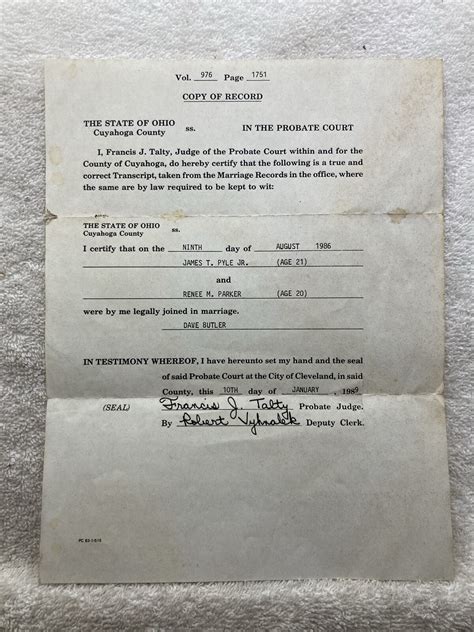 Vol. 976 Page 1751
COPY OF RECORD
THE STATE OF OHIO
Cuyahoga County ss. IN THE PROBATE COURT
I, Francis J. Talty, Judge of the Probate Court within and for the
County of Cuyahoga, do hereby certify that the following is a true and
correct Transcript, taken from the Marriage Records in the office, where
the same are by law required to be kept to wit:
THE STATE OF OHIO
Cuyahoga County ss.
I certify that on the NINTH day of AUGUST 1986
JAMES T. PYLE JR. (AGE 21)
and
RENEE M. PARKER (AGE 20)
were by me legally joined in marriage.
DAVE BUTLER
IN TESTIMONY WHEREOF, I have hereunto set my hand and the seal
of said Probate Court at the City of Cleveland, in said
County, this 10TH day of JANUARY, 1989
(SEAL) Francis J. Talty Probate Judge.
By Robert Vyhnalek Deputy Clerk.